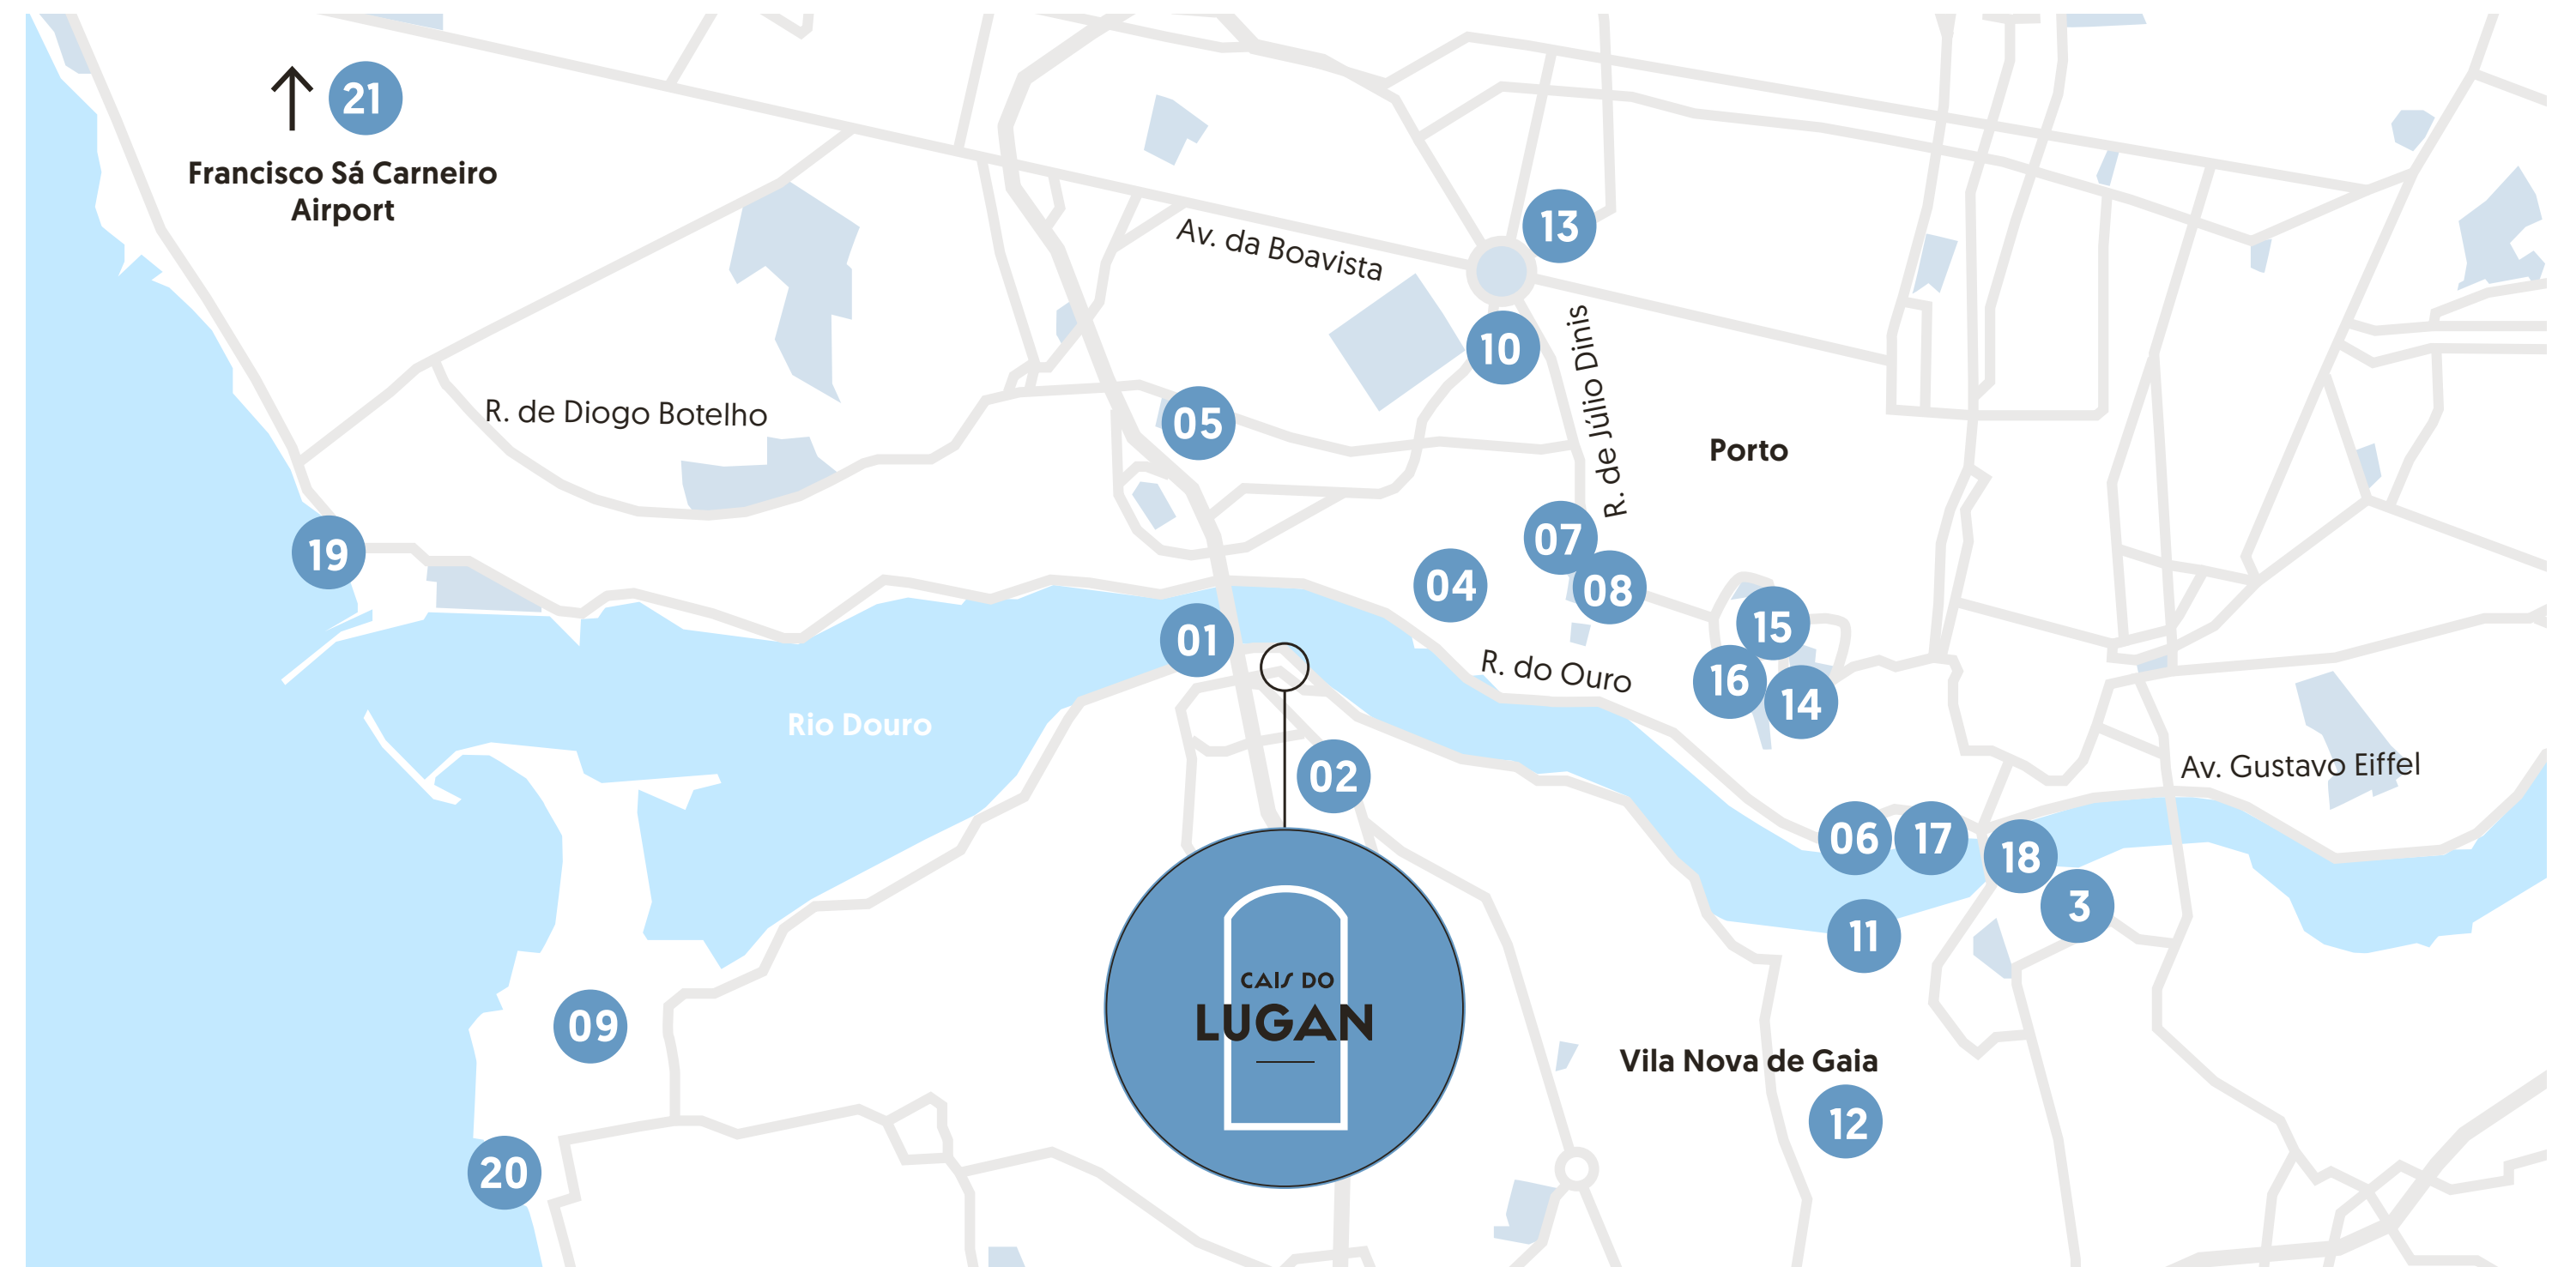 21
Francisco Sá Carneiro
Airport
13
Av. da Boavista
10
R. de Júlio Dinis
R. de Diogo Botelho
05
Porto
19
07
08
04
01
15
R. do Ouro
16
14
Rio Douro
02
Av. Gustavo Eiffel
06
17
18
3
11
CAIS DO
LUGAN
09
Vila Nova de Gaia
12
20